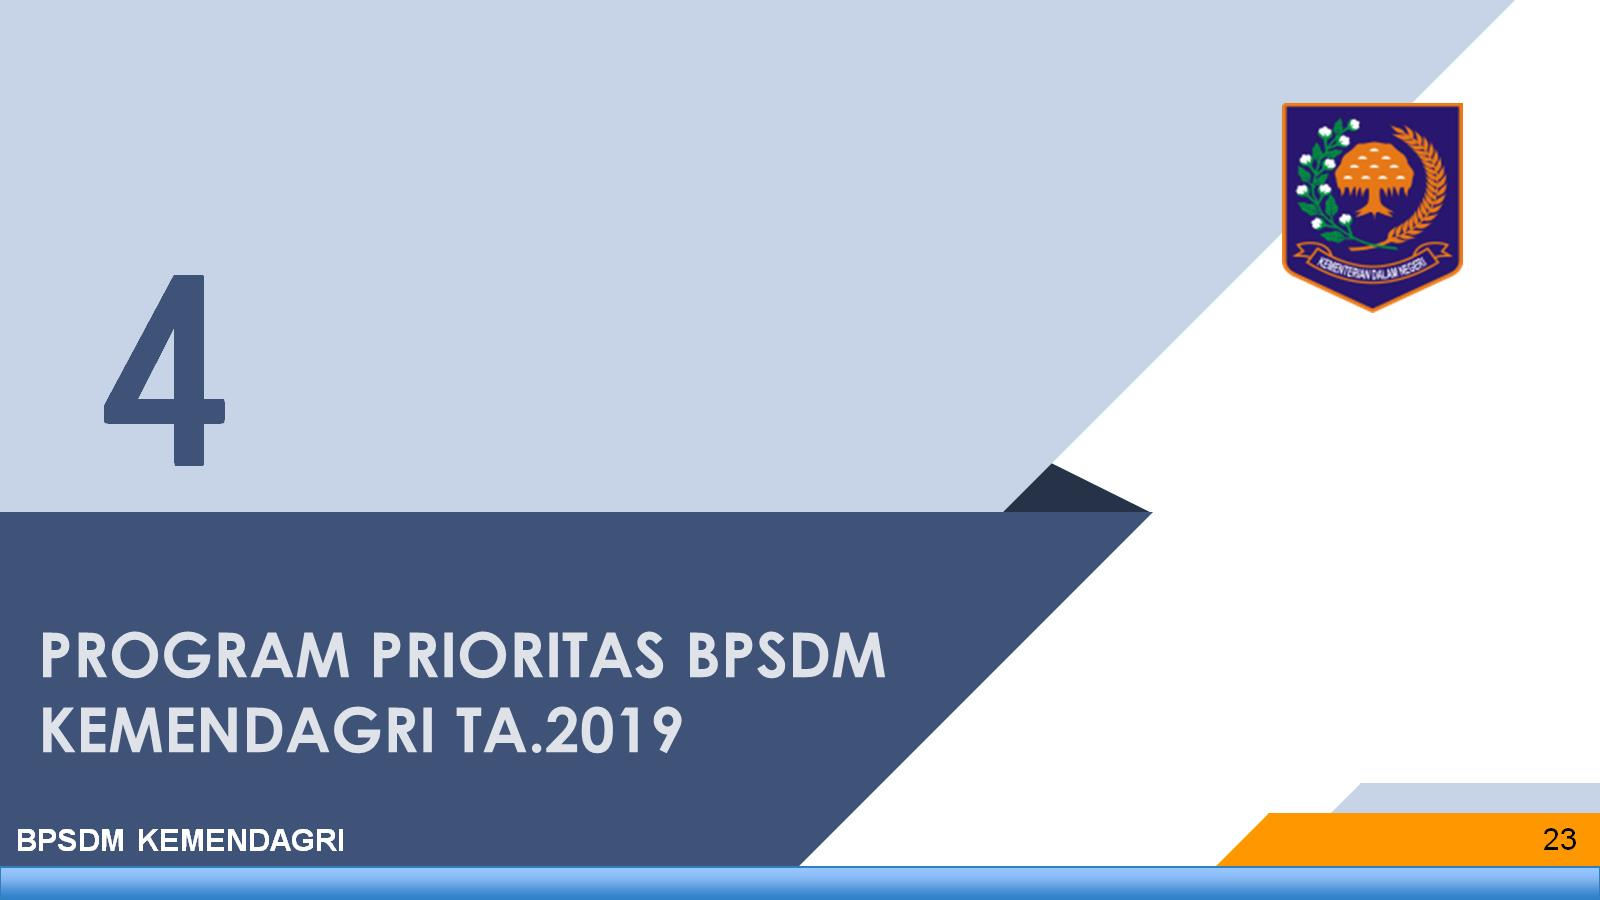 KEMENTERIAN DALAM NEGERI
4
PROGRAM PRIORITAS BPSDM
KEMENDAGRI TA.2019
BPSDM KEMENDAGRI
23